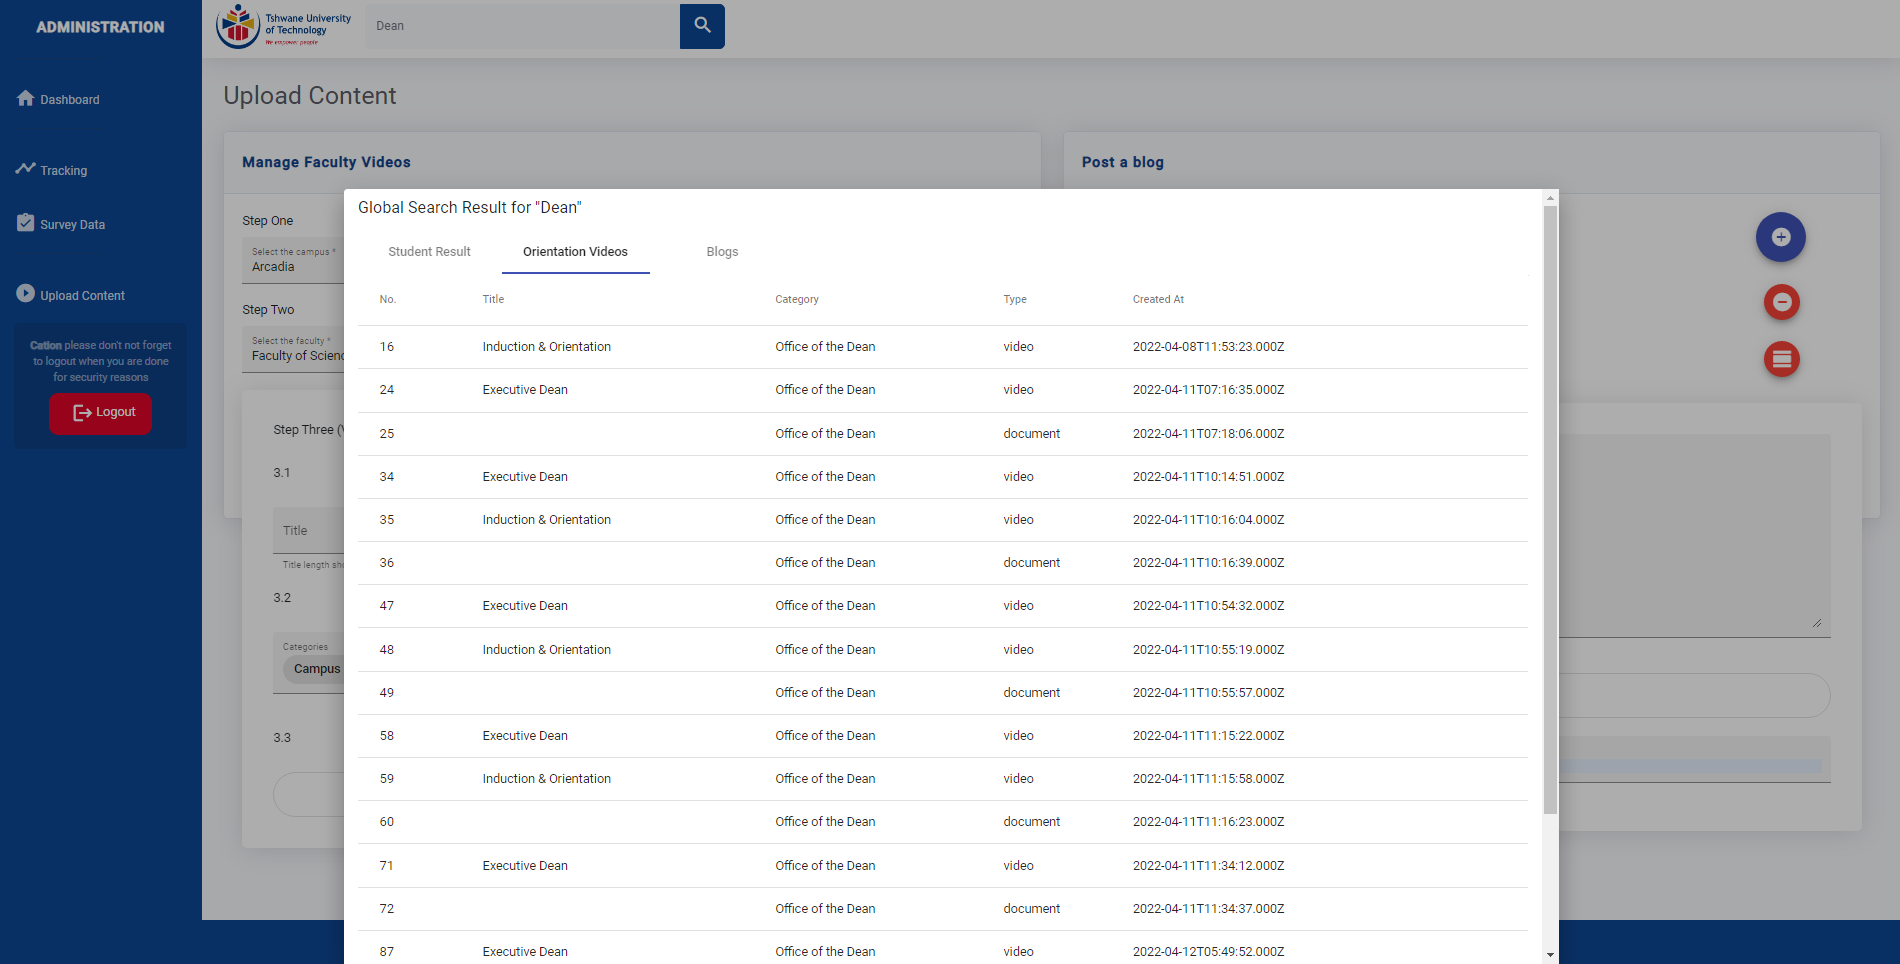 ADMINISTRATION
Dashboard
Tracking
Survey Data
Upload Content
Cation please don't not forget
to logout when you are done
for security reasons
Logout
Tshwane University
of Technology
We empower people
Dean
Upload Content
Manage Faculty Videos
Step One
Select the campus *
Arcadia
Step Two
Select the faculty *
Faculty of Scienc
Step Three (V
3.1
Title
Title length sho
3.2
Categories
Campus
3.3
Post a blog
Global Search Result for "Dean"
Student Result Orientation Videos Blogs
No. Title Category Type Created At
16 Induction & Orientation Office of the Dean video 2022-04-08T11:53:23.000Z
24 Executive Dean Office of the Dean video 2022-04-11T07:16:35.000Z
25 Office of the Dean document 2022-04-11T07:18:06.000Z
34 Executive Dean Office of the Dean video 2022-04-11T10:14:51.000Z
35 Induction & Orientation Office of the Dean video 2022-04-11T10:16:04.000Z
36 Office of the Dean document 2022-04-11T10:16:39.000Z
47 Executive Dean Office of the Dean video 2022-04-11T10:54:32.000Z
48 Induction & Orientation Office of the Dean video 2022-04-11T10:55:19.000Z
49 Office of the Dean document 2022-04-11T10:55:57.000Z
58 Executive Dean Office of the Dean video 2022-04-11T11:15:22.000Z
59 Induction & Orientation Office of the Dean video 2022-04-11T11:15:58.000Z
60 Office of the Dean document 2022-04-11T11:16:23.000Z
71 Executive Dean Office of the Dean video 2022-04-11T11:34:12.000Z
72 Office of the Dean document 2022-04-11T11:34:37.000Z
87 Executive Dean Office of the Dean video 2022-04-12T05:49:52.000Z